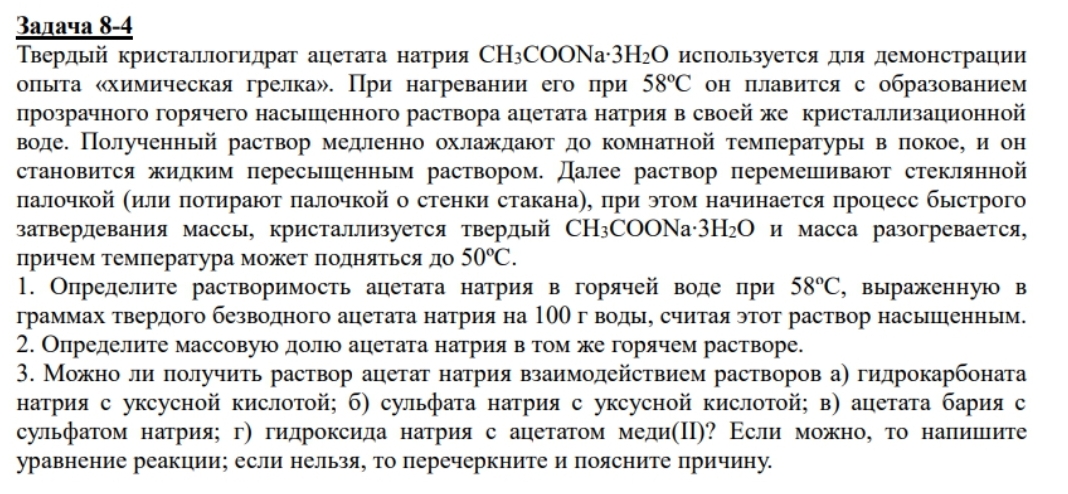 Задача 8-4
Твердый кристаллогидрат ацетата натрия CH3COONa·3H2O используется для демонстрации
опыта «химическая грелка». При нагревании его при 58ºС он плавится с образованием
прозрачного горячего насыщенного раствора ацетата натрия в своей же кристаллизационной
воде. Полученный раствор медленно охлаждают до комнатной температуры в покое, и он
становится жидким пересыщенным раствором. Далее раствор перемешивают стеклянной
палочкой (или потирают палочкой о стенки стакана), при этом начинается процесс быстрого
затвердевания массы, кристаллизуется твердый CH3COONa·3H2O и масса разогревается,
причем температура может подняться до 50ºС.
1. Определите растворимость ацетата натрия в горячей воде при 58ºС, выраженную в
граммах твердого безводного ацетата натрия на 100 г воды, считая этот раствор насыщенным.
2. Определите массовую долю ацетата натрия в том же горячем растворе.
3. Можно ли получить раствор ацетат натрия взаимодействием растворов а) гидрокарбоната
натрия с уксусной кислотой; б) сульфата натрия с уксусной кислотой; в) ацетата бария с
сульфатом натрия; г) гидроксида натрия с ацетатом меди(II)? Если можно, то напишите
уравнение реакции; если нельзя, то перечеркните и поясните причину.